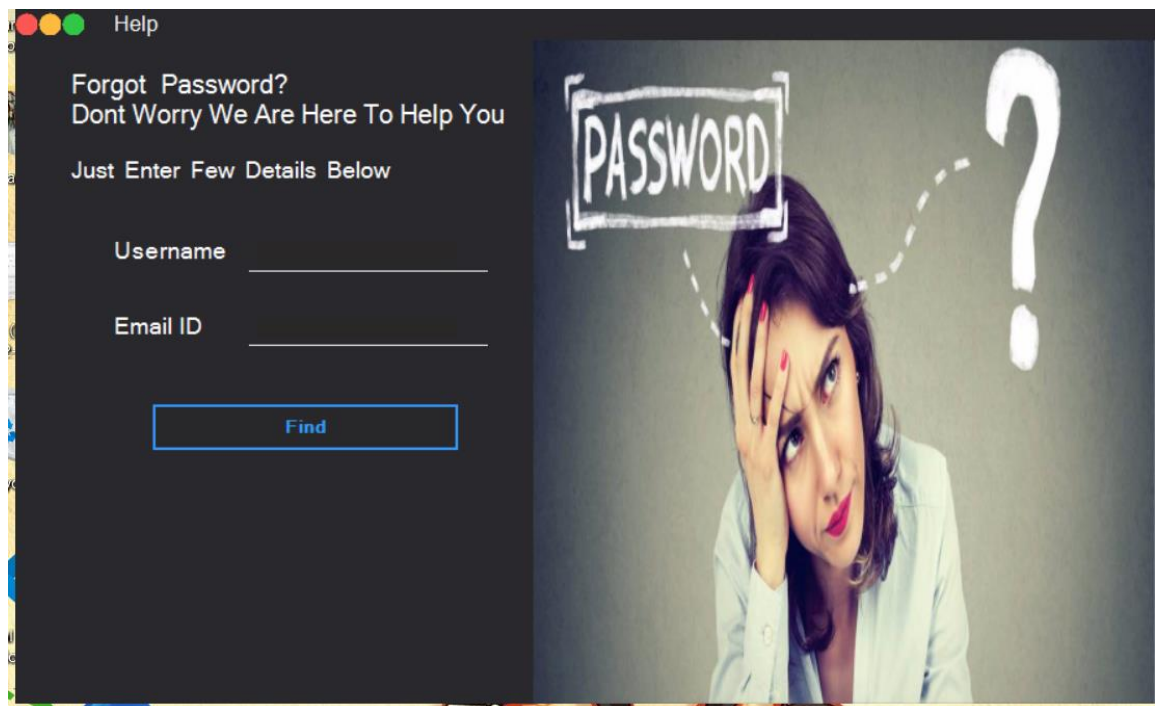 Help
Forgot Password?
Dont Worry We Are Here To Help You
Just Enter Few Details Below
Username
Email ID
Find
PASSWORD
?